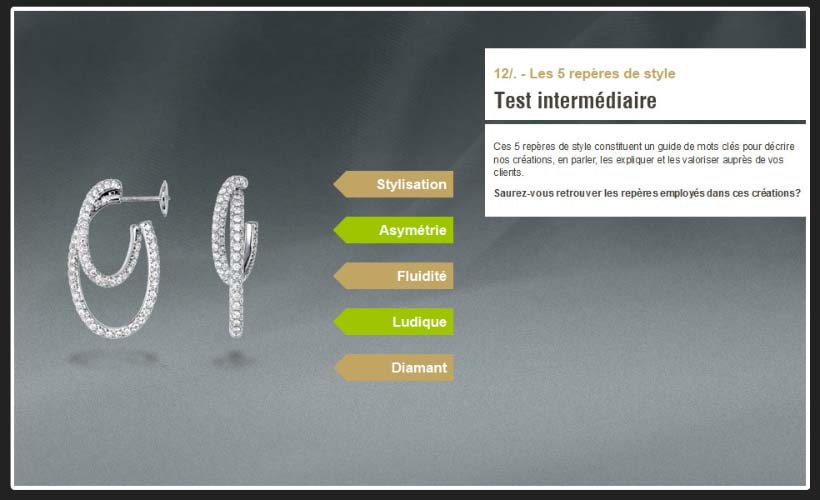 12/. - Les 5 repères de style
Test intermédiaire
Ces 5 repères de style constituent un guide de mots clés pour décrire
nos créations, en parler, les expliquer et les valoriser auprès de vos
clients.
Saurez-vous retrouver les repères employés dans ces créations?
Stylisation
Asymétrie
Fluidité
Ludique
Diamant